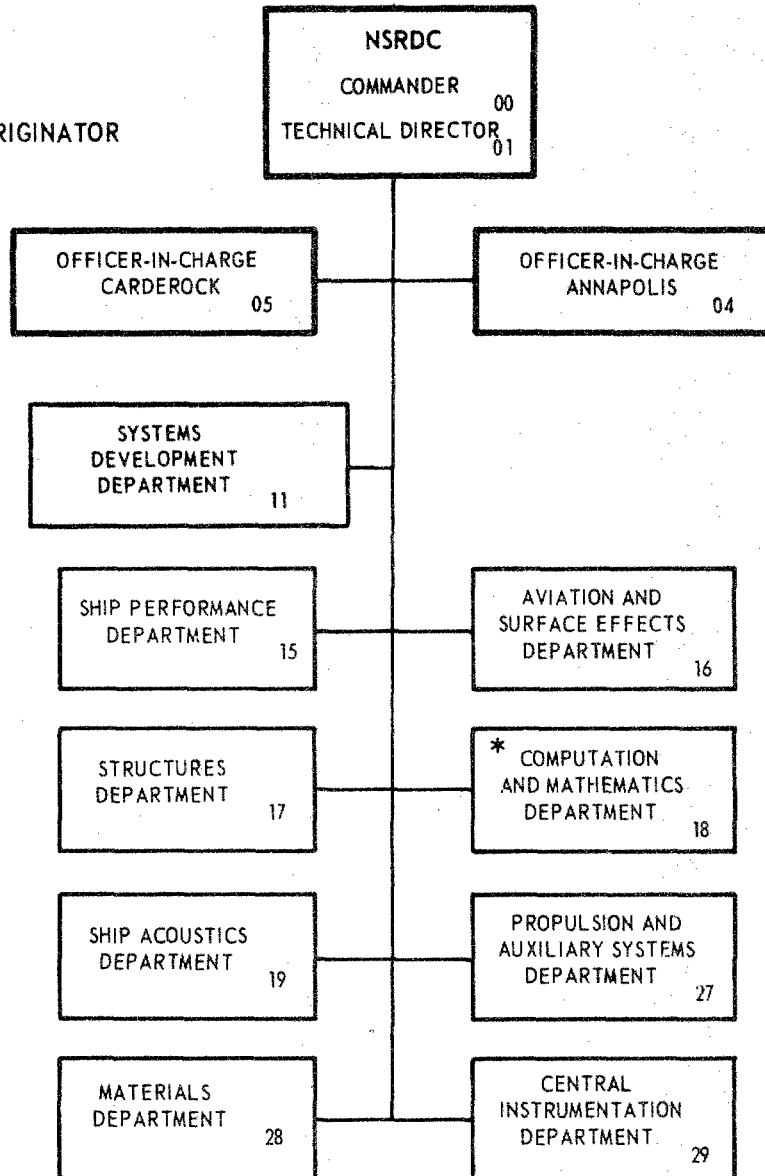 NSRDC
COMMANDER
00
RIGINATOR
TECHNICAL DIRECTOR
01
OFFICER-IN-CHARGE
CARDEROCK
05
OFFICER-IN-CHARGE
ANNAPOLIS
04
SYSTEMS
DEVELOPMENT
DEPARTMENT
11
SHIP PERFORMANCE
DEPARTMENT
15
AVIATION AND
SURFACE EFFECTS
DEPARTMENT
16
STRUCTURES
DEPARTMENT
17
* COMPUTATION
AND MATHEMATICS
DEPARTMENT
18
SHIP ACOUSTICS
DEPARTMENT
19
PROPULSION AND
AUXILIARY SYSTEMS
DEPARTMENT
27
MATERIALS
DEPARTMENT
28
CENTRAL
INSTRUMENTATION
DEPARTMENT
29